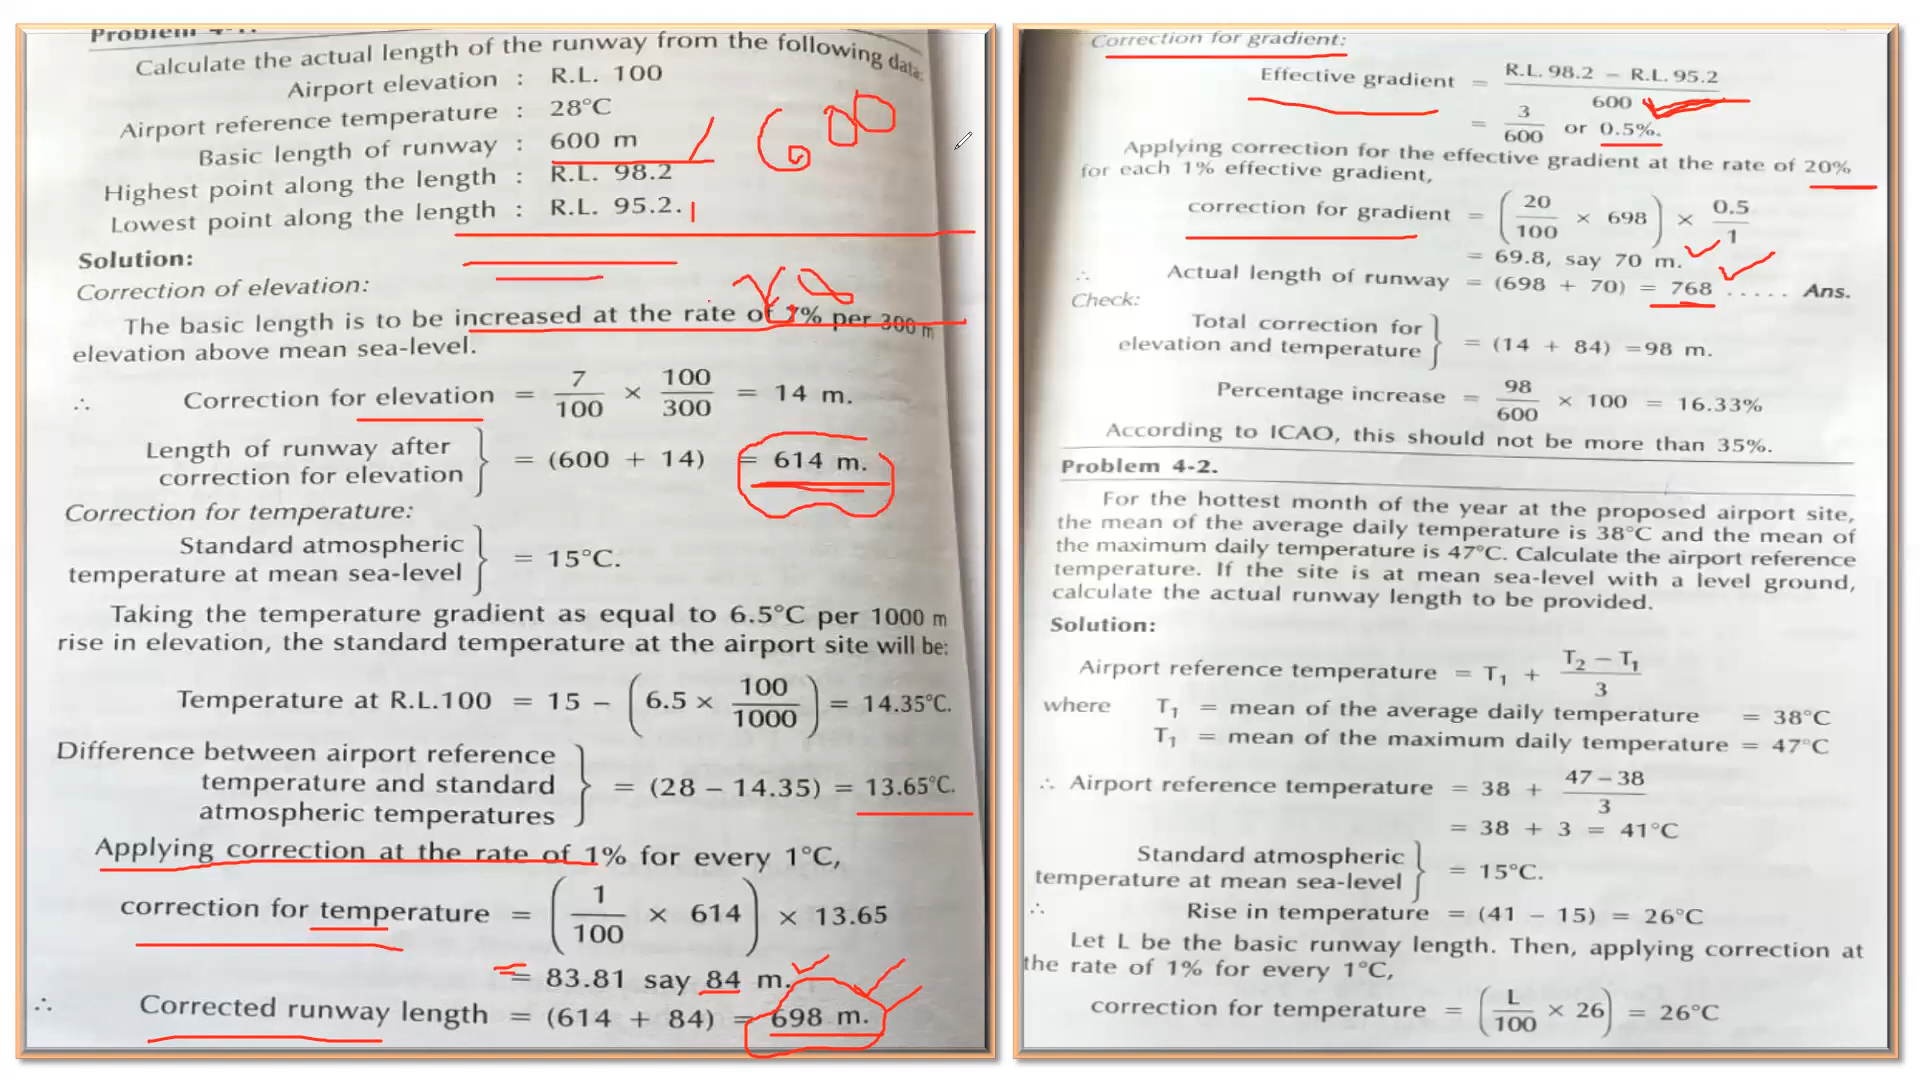 Problem 4-1.
Calculate the actual length of the runway from the following data:
Airport elevation : R.L. 100
Airport reference temperature : 28°C
Basic length of runway : 600 m
600
Highest point along the length : R.L. 98.2
Lowest point along the length : R.L. 95.2.
Solution:
Correction of elevation:
The basic length is to be increased at the rate of 7% per 300 m
elevation above mean sea-level.
∴ Correction for elevation = 7/100 × 100/300 = 14 m.
Length of runway after
correction for elevation } = (600 + 14) = 614 m.
Correction for temperature:
Standard atmospheric
temperature at mean sea-level } = 15°C.
Taking the temperature gradient as equal to 6.5°C per 1000 m
rise in elevation, the standard temperature at the airport site will be:
Temperature at R.L.100 = 15 − (6.5 × 100/1000) = 14.35°C.
Difference between airport reference
temperature and standard
atmospheric temperatures } = (28 − 14.35) = 13.65°C.
Applying correction at the rate of 1% for every 1°C,
correction for temperature = (1/100 × 614) × 13.65
= 83.81 say 84 m.
∴ Corrected runway length = (614 + 84) = 698 m.
Correction for gradient:
Effective gradient = R.L. 98.2 − R.L. 95.2 / 600
= 3/600 or 0.5%.
Applying correction for the effective gradient at the rate of 20%
for each 1% effective gradient,
correction for gradient = (20/100 × 698) × 0.5/1
= 69.8, say 70 m.
∴ Actual length of runway = (698 + 70) = 768 ..... Ans.
Check:
Total correction for
elevation and temperature } = (14 + 84) =98 m.
Percentage increase = 98/600 × 100 = 16.33%
According to ICAO, this should not be more than 35%.
Problem 4-2.
For the hottest month of the year at the proposed airport site,
the mean of the average daily temperature is 38°C and the mean of
the maximum daily temperature is 47°C. Calculate the airport reference
temperature. If the site is at mean sea-level with a level ground,
calculate the actual runway length to be provided.
Solution:
Airport reference temperature = T₁ + T₂ − T₁ / 3
where T₁ = mean of the average daily temperature = 38°C
T₁ = mean of the maximum daily temperature = 47°C
∴ Airport reference temperature = 38 + 47 − 38 / 3
= 38 + 3 = 41°C
Standard atmospheric
temperature at mean sea-level } = 15°C.
∴ Rise in temperature = (41 − 15) = 26°C
Let L be the basic runway length. Then, applying correction at
the rate of 1% for every 1°C,
correction for temperature = (L/100 × 26) = 26°C